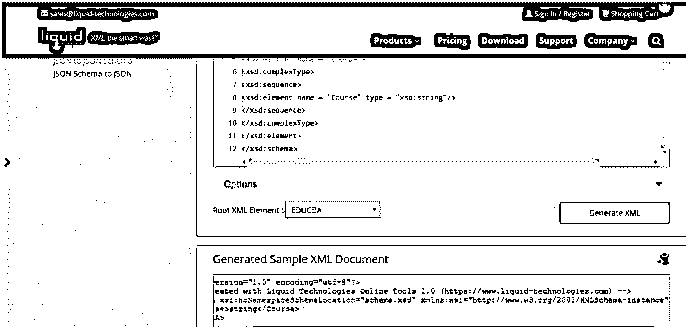 sales@liquid-technologies.com
Sign In / Register
Shopping Cart
liquid XML the smart way!
Products
Pricing
Download
Support
Company
JSON Schema to JSON
6 <xsd:complexType>
7 <xsd:sequence>
8 <xsd:element name = "Course" type = "xsd:string"/>
9 </xsd:sequence>
10 </xsd:complexType>
11 </xsd:element>
12 </xsd:schema>
Options
Root XML Element :
EDUCBA
Generate XML
Generated Sample XML Document
ersion="1.0" encoding="utf-8"?>
eated with Liquid Technologies Online Tools 1.0 (https://www.liquid-technologies.com) -->
xsi:noNamespaceSchemaLocation="schema.xsd" xmlns:xsi="http://www.w3.org/2001/XMLSchema-instance"
se>string</Course>